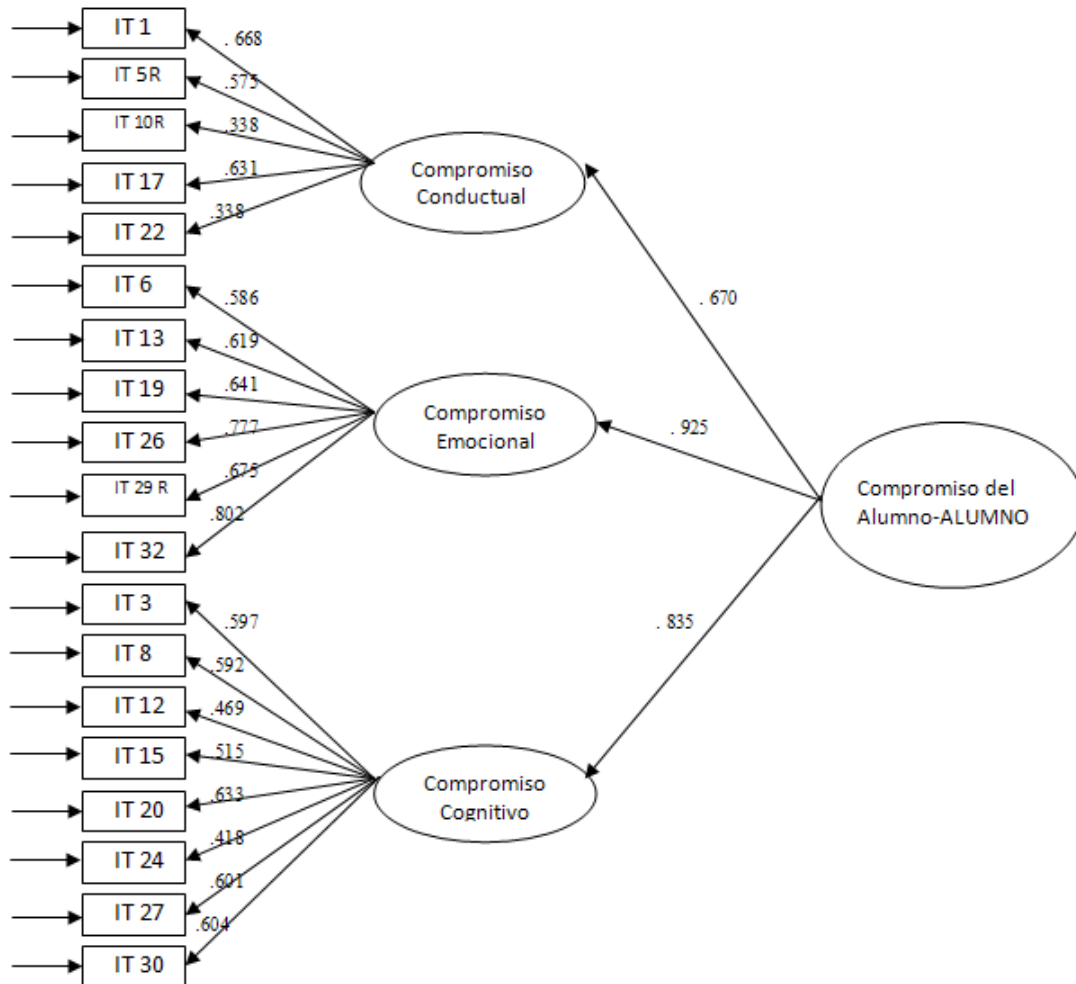 IT 1
. 668
IT 5R
.575
IT 10R
.338
IT 17
.631
IT 22
.338
Compromiso
Conductual
IT 6
.586
IT 13
.619
IT 19
.641
IT 26
.777
IT 29 R
.675
IT 32
.802
Compromiso
Emocional
IT 3
.597
IT 8
.592
IT 12
.469
IT 15
.515
IT 20
.633
IT 24
.418
IT 27
.601
IT 30
.604
Compromiso
Cognitivo
. 670
.925
. 835
Compromiso del
Alumno-ALUMNO